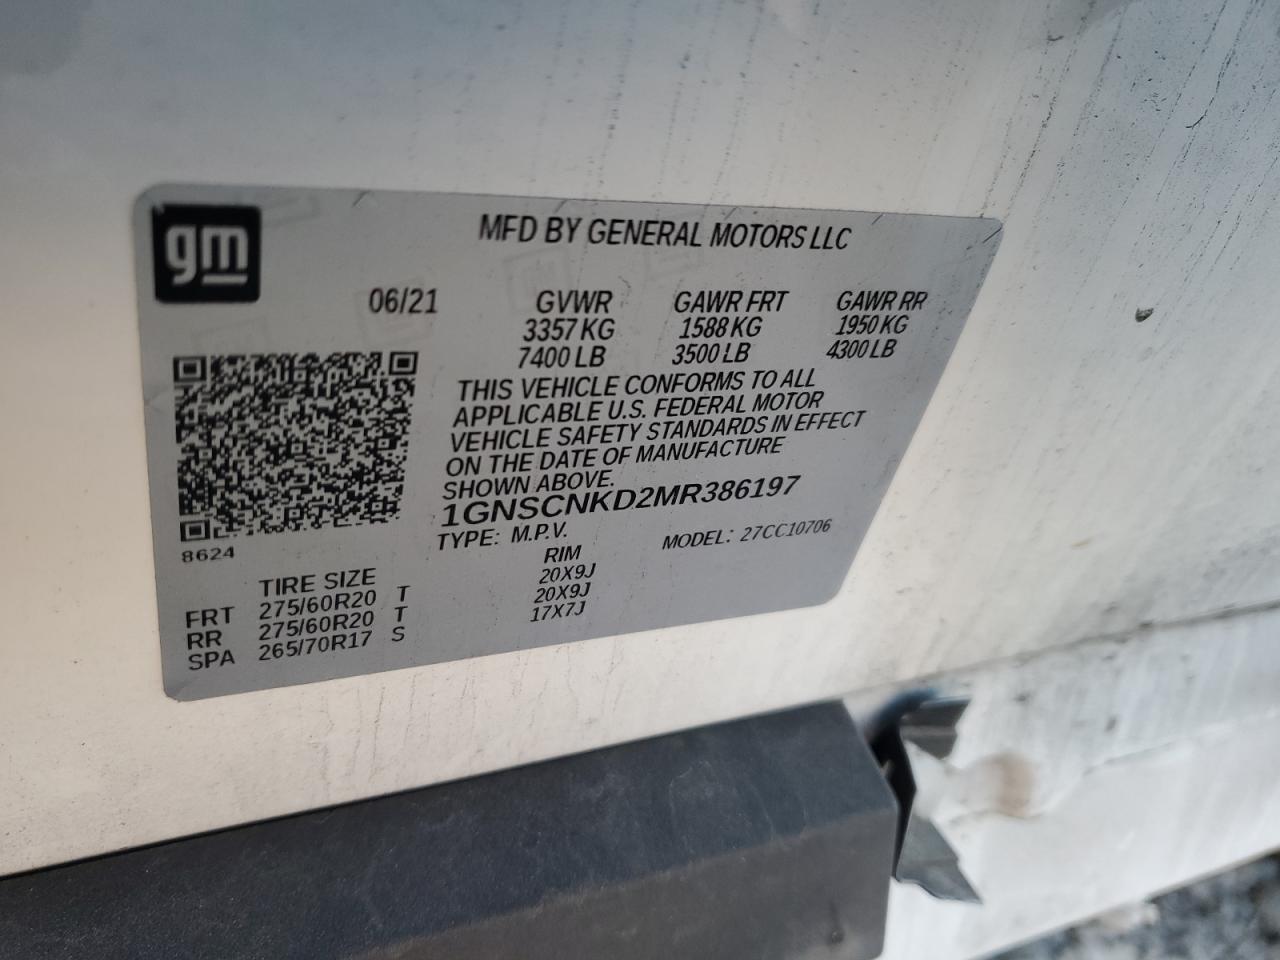 gm
MFD BY GENERAL MOTORS LLC
06/21 GVWR GAWR FRT GAWR RR
3357 KG 1588 KG 1950 KG
7400 LB 3500 LB 4300 LB
THIS VEHICLE CONFORMS TO ALL
APPLICABLE U.S. FEDERAL MOTOR
VEHICLE SAFETY STANDARDS IN EFFECT
ON THE DATE OF MANUFACTURE
SHOWN ABOVE.
1GNSCNKD2MR386197
TYPE: M.P.V. MODEL: 27CC10706
8624
TIRE SIZE RIM
FRT 275/60R20 T 20X9J
RR 275/60R20 T 20X9J
SPA 265/70R17 S 17X7J